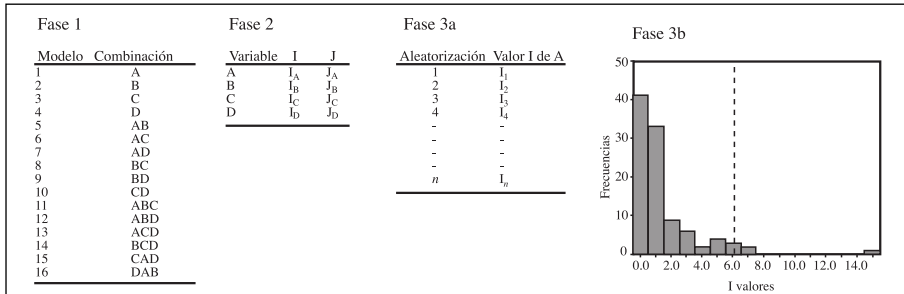 Fase 1
Modelo Combinación
1 A
2 B
3 C
4 D
5 AB
6 AC
7 AD
8 BC
9 BD
10 CD
11 ABC
12 ABD
13 ACD
14 BCD
15 CAD
16 DAB
Fase 2
Variable I J
A I_A J_A
B I_B J_B
C I_C J_C
D I_D J_D
Fase 3a
Aleatorización Valor I de A
1 I_1
2 I_2
3 I_3
4 I_4
- -
- -
- -
- -
n I_n
Fase 3b
Frecuencias
50
40
30
20
10
0
0.0 2.0 4.0 6.0 8.0 10.0 12.0 14.0
I valores